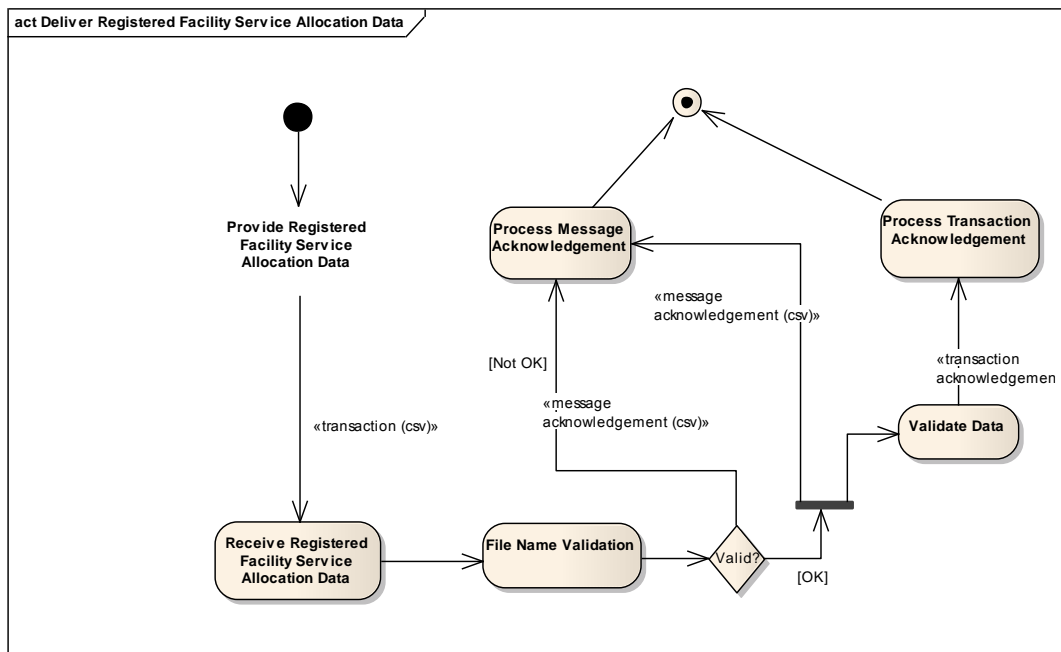 act Deliver Registered Facility Service Allocation Data
Provide Registered
Facility Service
Allocation Data
«transaction (csv)»
Receive Registered
Facility Service
Allocation Data
File Name Validation
Valid?
[OK]
[Not OK]
«message
acknowledgement (csv)»
Process Message
Acknowledgement
«message
acknowledgement (csv)»
Validate Data
«transaction
acknowledgemen
Process Transaction
Acknowledgement